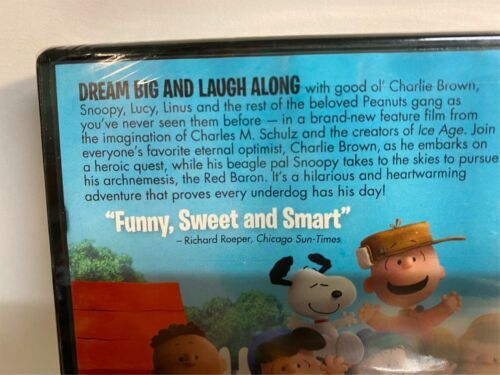 DREAM BIG AND LAUGH ALONG with good ol' Charlie Brown,
Snoopy, Lucy, Linus and the rest of the beloved Peanuts gang as
you've never seen them before — in a brand-new feature film from
the imagination of Charles M. Schulz and the creators of Ice Age. Join
everyone's favorite eternal optimist, Charlie Brown, as he embarks on
a heroic quest, while his beagle pal Snoopy takes to the skies to pursue
his archnemesis, the Red Baron. It's a hilarious and heartwarming
adventure that proves every underdog has his day!
"Funny, Sweet and Smart"
– Richard Roeper, Chicago Sun-Times